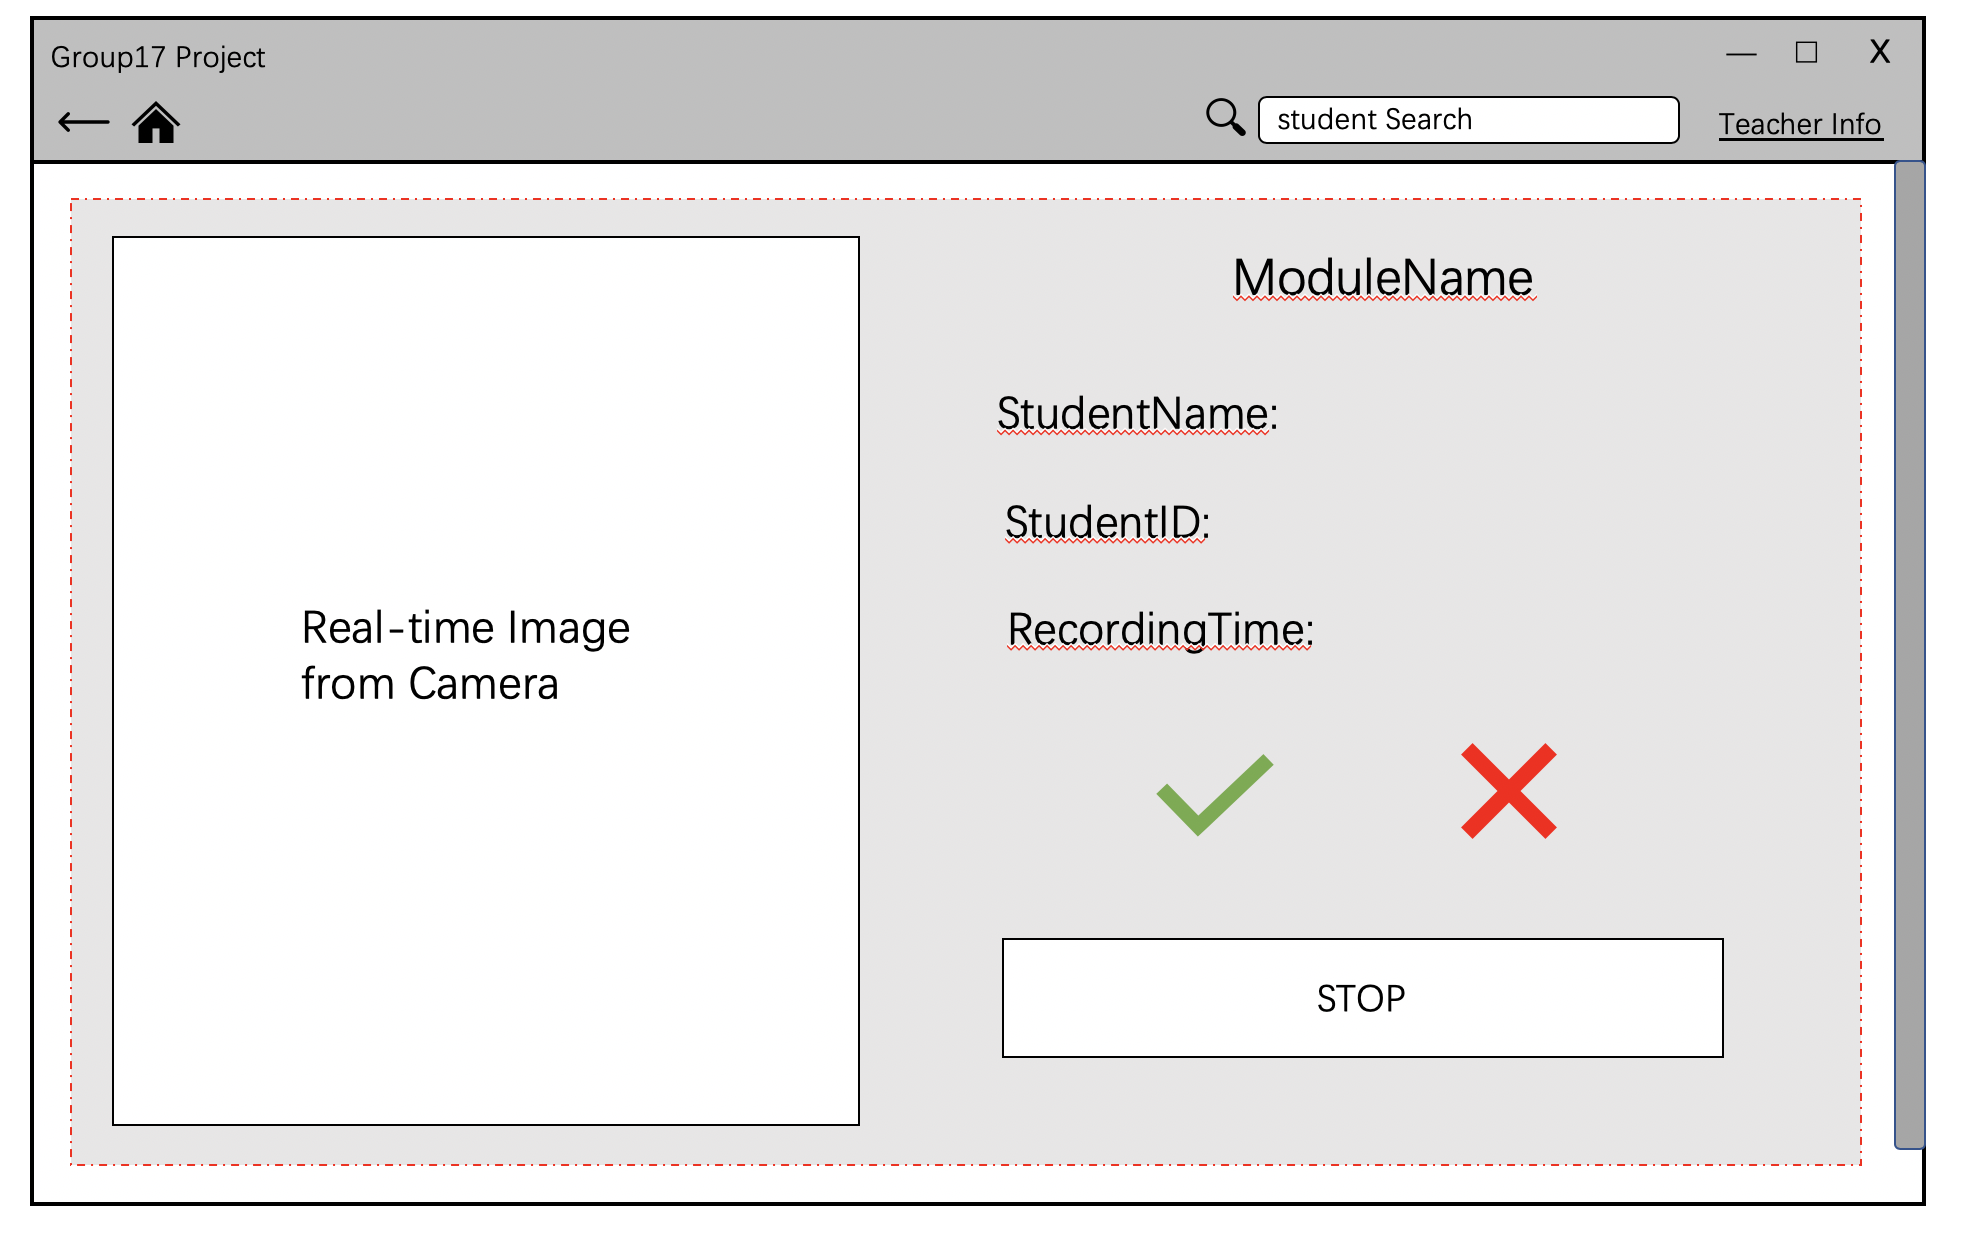 Group17 Project
X
student Search
Teacher Info
ModuleName
StudentName:
StudentID:
RecordingTime:
Real-time Image
from Camera
STOP